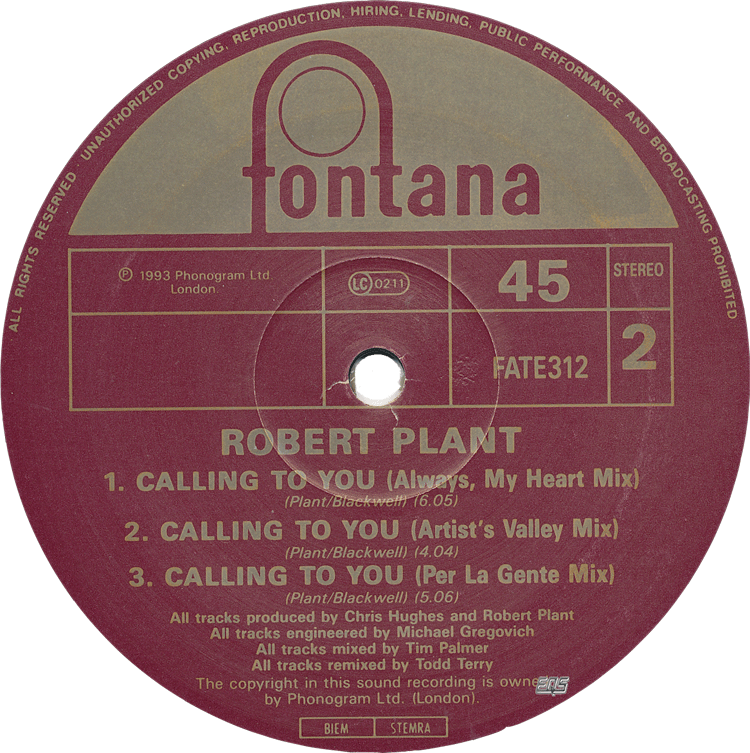 ALL RIGHTS RESERVED · UNAUTHORIZED COPYING, REPRODUCTION, HIRING, LENDING, PUBLIC PERFORMANCE AND BROADCASTING PROHIBITED
fontana
℗ 1993 Phonogram Ltd.
London.
LC 0211
45
STEREO
FATE312
2
ROBERT PLANT
1. CALLING TO YOU (Always, My Heart Mix)
(Plant/Blackwell) (6.05)
2. CALLING TO YOU (Artist's Valley Mix)
(Plant/Blackwell) (4.04)
3. CALLING TO YOU (Per La Gente Mix)
(Plant/Blackwell) (5.06)
All tracks produced by Chris Hughes and Robert Plant
All tracks engineered by Michael Gregovich
All tracks mixed by Tim Palmer
All tracks remixed by Todd Terry
The copyright in this sound recording is owne
by Phonogram Ltd. (London).
BIEM STEMRA